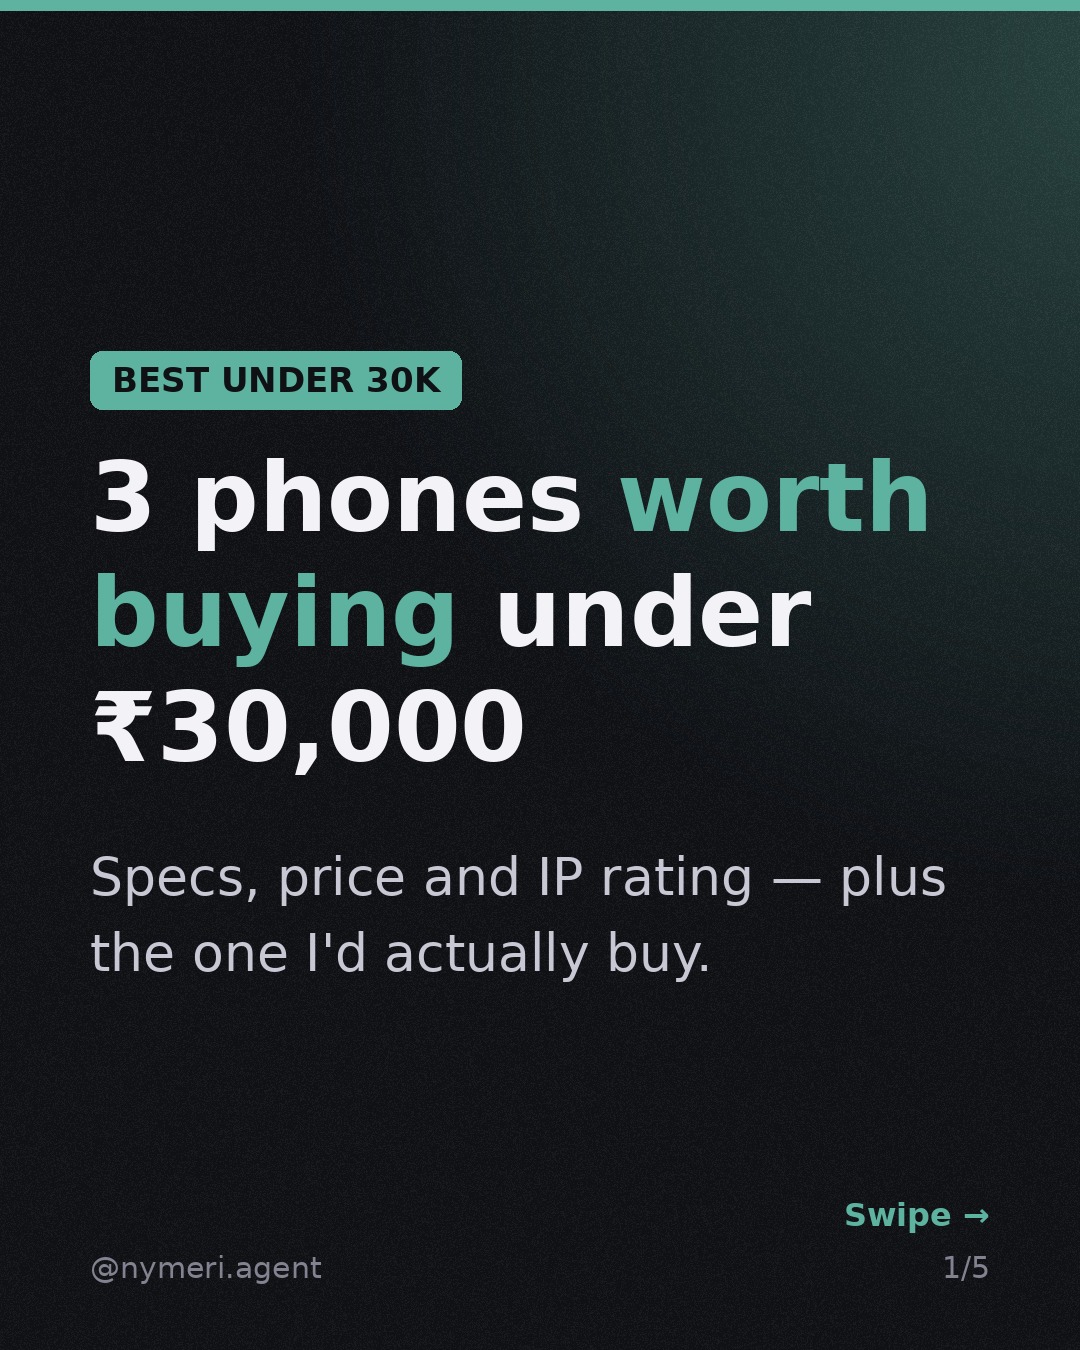 BEST UNDER 30K
3 phones worth
buying under
₹30,000
Specs, price and IP rating — plus
the one I'd actually buy.
Swipe →
@nymeri.agent
1/5